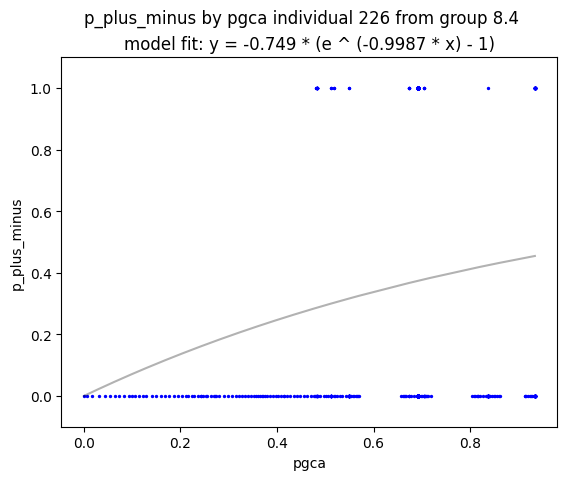 p_plus_minus by pgca individual 226 from group 8.4
model fit: y = -0.749 * (e ^ (-0.9987 * x) - 1)
1.0
0.8
0.6
0.4
0.2
0.0
p_plus_minus
0.0 0.2 0.4 0.6 0.8
pgca